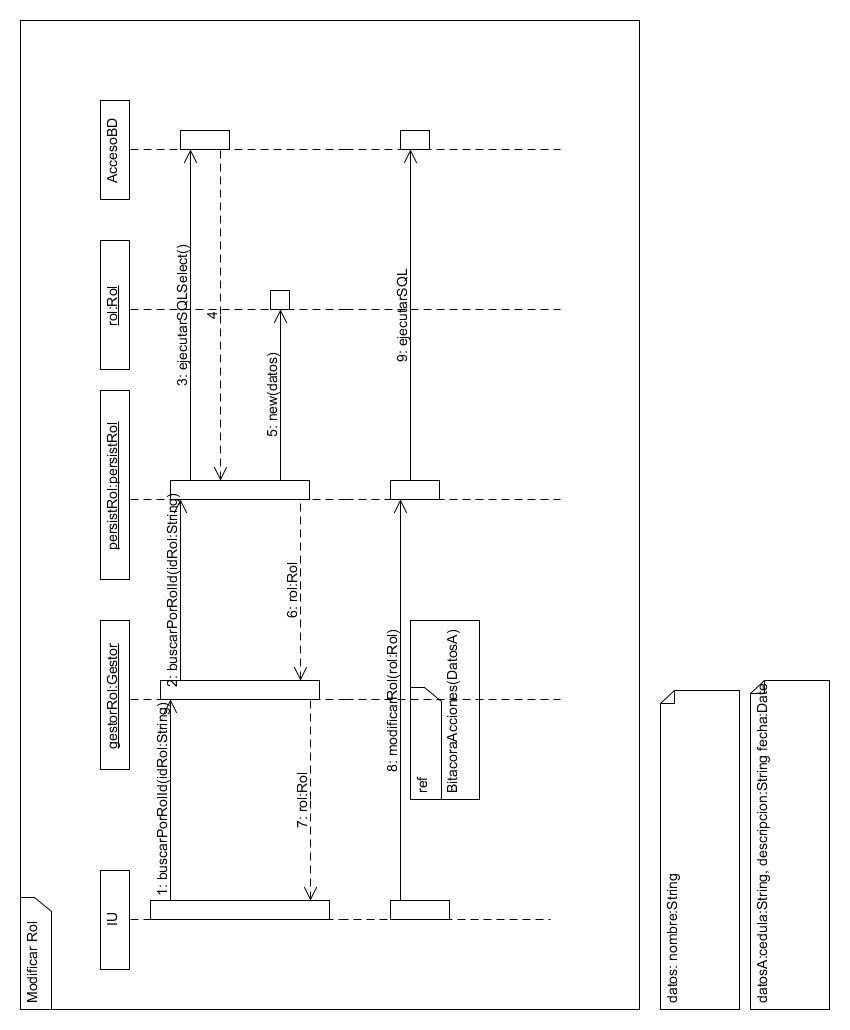 Modificar Rol
IU
gestorRol:Gestor
persistRol:persistRol
rol:Rol
AccesoBD
1: buscarPorRolId(idRol:String)
2: buscarPorRolId(idRol:String)
3: ejecutarSQLSelect()
4
5: new(datos)
6: rol:Rol
7: rol:Rol
8: modificarRol(rol:Rol)
9: ejecutarSQL
ref
BitacoraAcciones(DatosA)
datos: nombre:String
datosA:cedula:String, descripcion:String fecha:Date